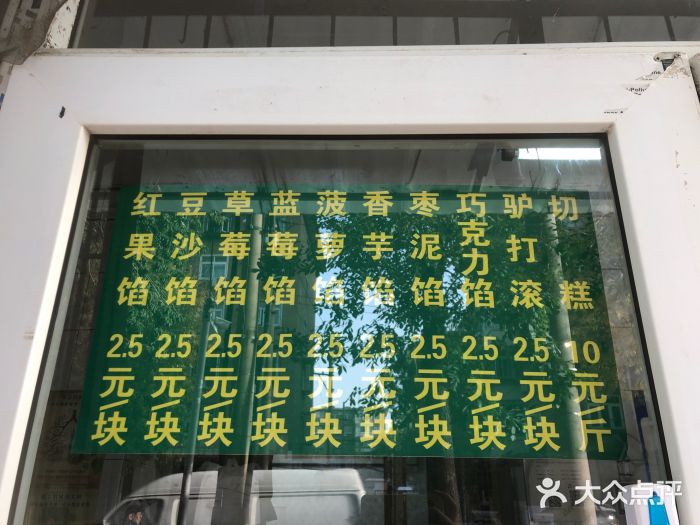 红果馅 2.5元/块
豆沙馅 2.5元/块
草莓馅 2.5元/块
蓝莓馅 2.5元/块
菠萝馅 2.5元/块
香芋馅 2.5元/块
枣泥馅 2.5元/块
巧克力馅 2.5元/块
驴打滚 2.5元/块
切糕 10元/斤
大众点评